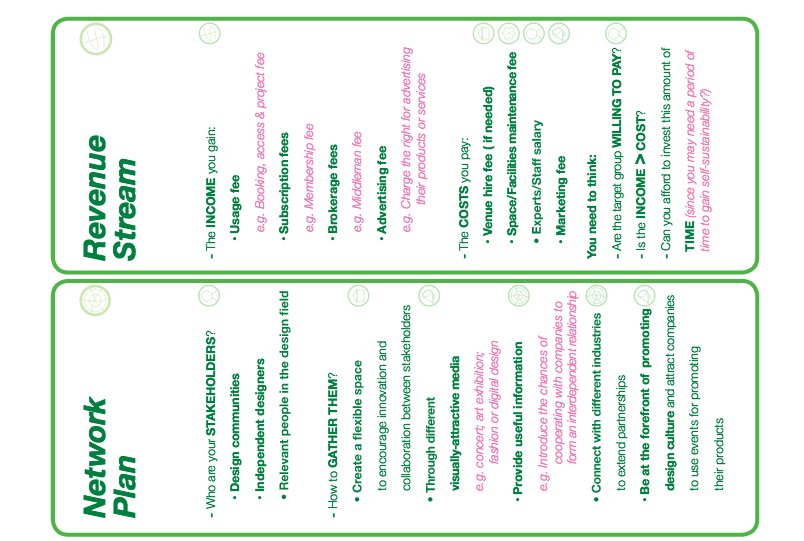 Revenue
Stream
- The INCOME you gain:
• Usage fee
e.g. Booking, access & project fee
• Subscription fees
e.g. Membership fee
• Brokerage fees
e.g. Middleman fee
• Advertising fee
e.g. Charge the right for advertising
their products or services
- The COSTS you pay:
• Venue hire fee ( if needed)
• Space/Facilities maintenance fee
• Experts/Staff salary
• Marketing fee
You need to think:
- Are the target group WILLING TO PAY?
- Is the INCOME > COST?
- Can you afford to invest this amount of
TIME (since you may need a period of
time to gain self-sustainability?)
Network
Plan
- Who are your STAKEHOLDERS?
• Design communities
• Independent designers
• Relevant people in the design field
- How to GATHER THEM?
• Create a flexible space
to encourage innovation and
collaboration between stakeholders
• Through different
visually-attractive media
e.g. concert; art exhibition;
fashion or digital design
• Provide useful information
e.g. Introduce the chances of
cooperating with companies to
form an interdependent relationship
• Connect with different industries
to extend partnerships
• Be at the forefront of promoting
design culture and attract companies
to use events for promoting
their products